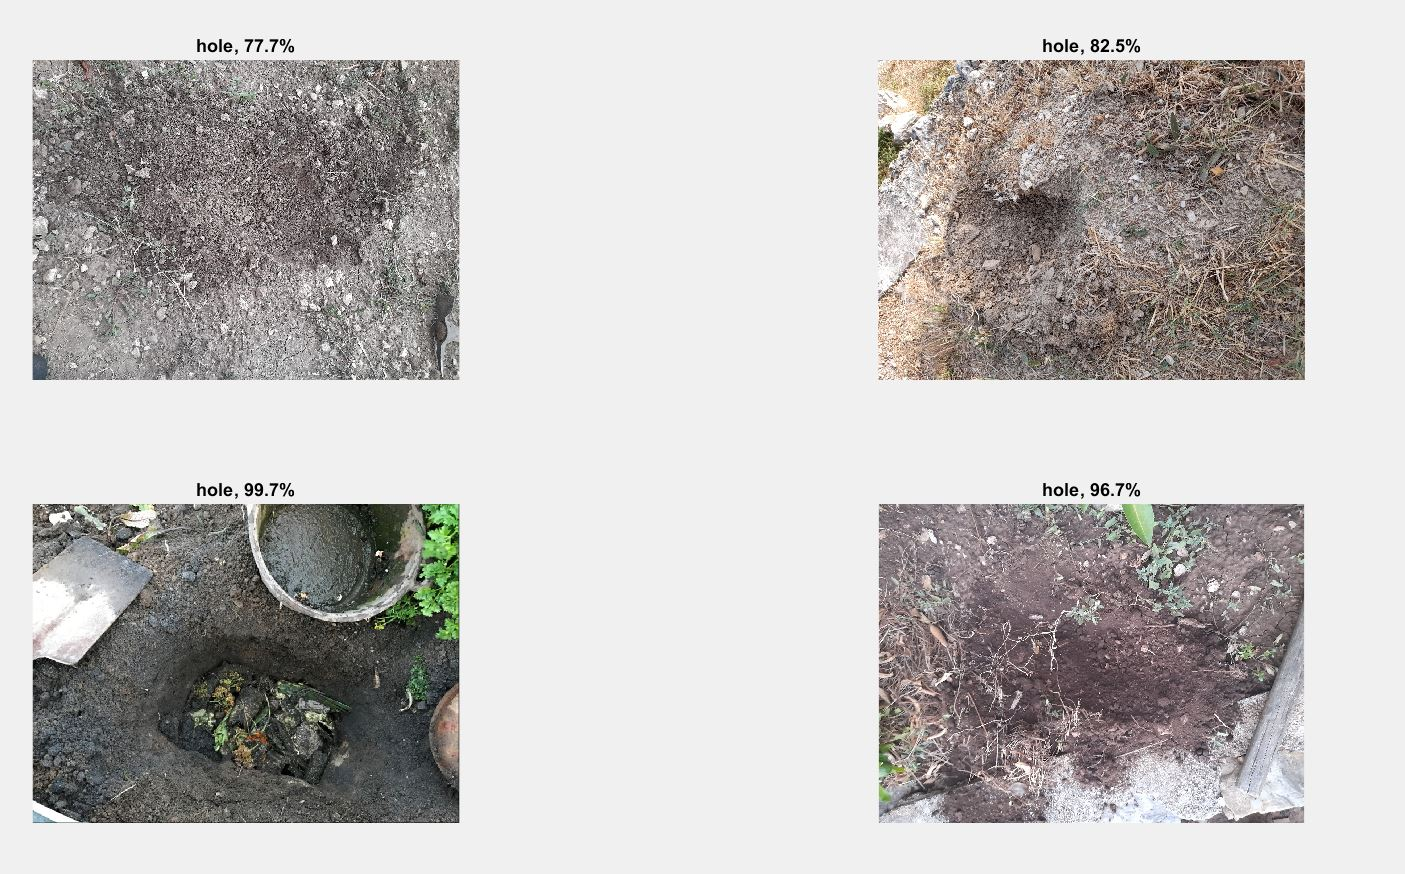 hole, 77.7%
hole, 82.5%
hole, 99.7%
hole, 96.7%